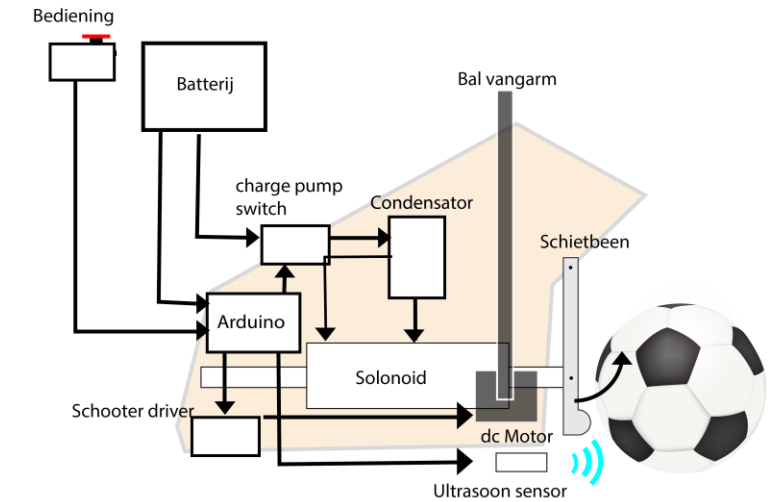 Bediening
Batterij
Bal vangarm
charge pump
switch
Condensator
Schietbeen
Arduino
Solonoid
Schooter driver
dc Motor
Ultrasoon sensor